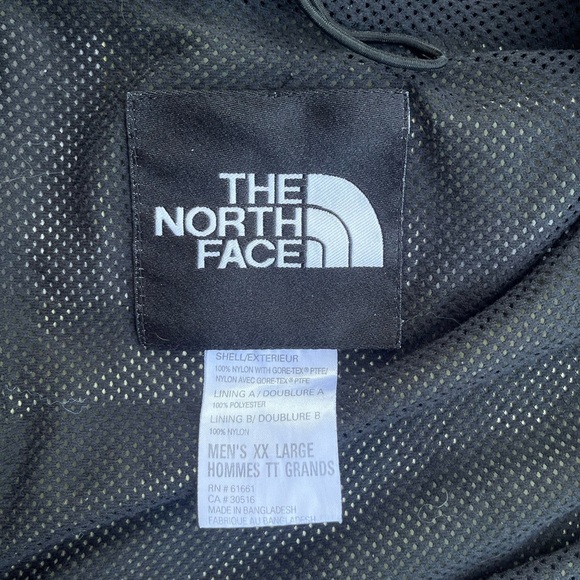 THE
NORTH
FACE
SHELL/EXTERIEUR
100% NYLON WITH GORE-TEX® PTFE/
NYLON AVEC GORE-TEX® PTFE
LINING A / DOUBLURE A
100% POLYESTER
LINING B/ DOUBLURE B
100% NYLON
MEN'S XX LARGE
HOMMES TT GRANDS
RN # 61661
CA # 30516
MADE IN BANGLADESH
FABRIQUE AU BANGLADESH